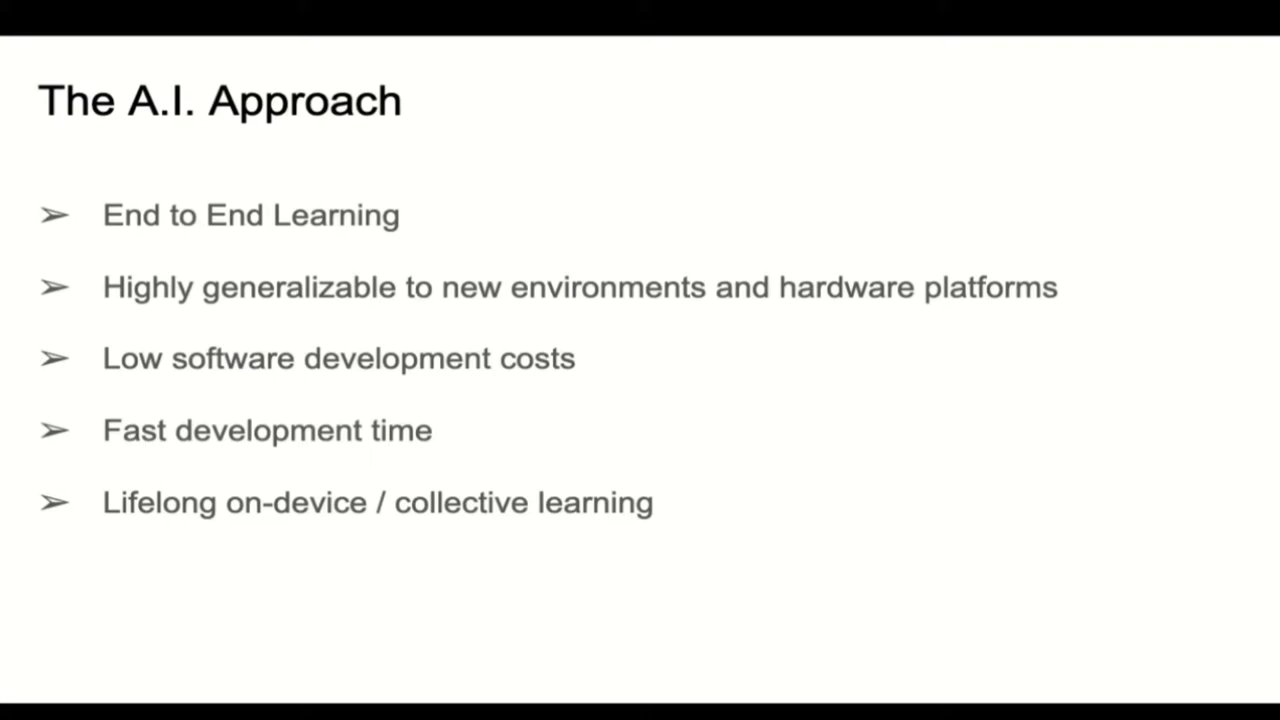 The A.I. Approach
➢ End to End Learning
➢ Highly generalizable to new environments and hardware platforms
➢ Low software development costs
➢ Fast development time
➢ Lifelong on-device / collective learning